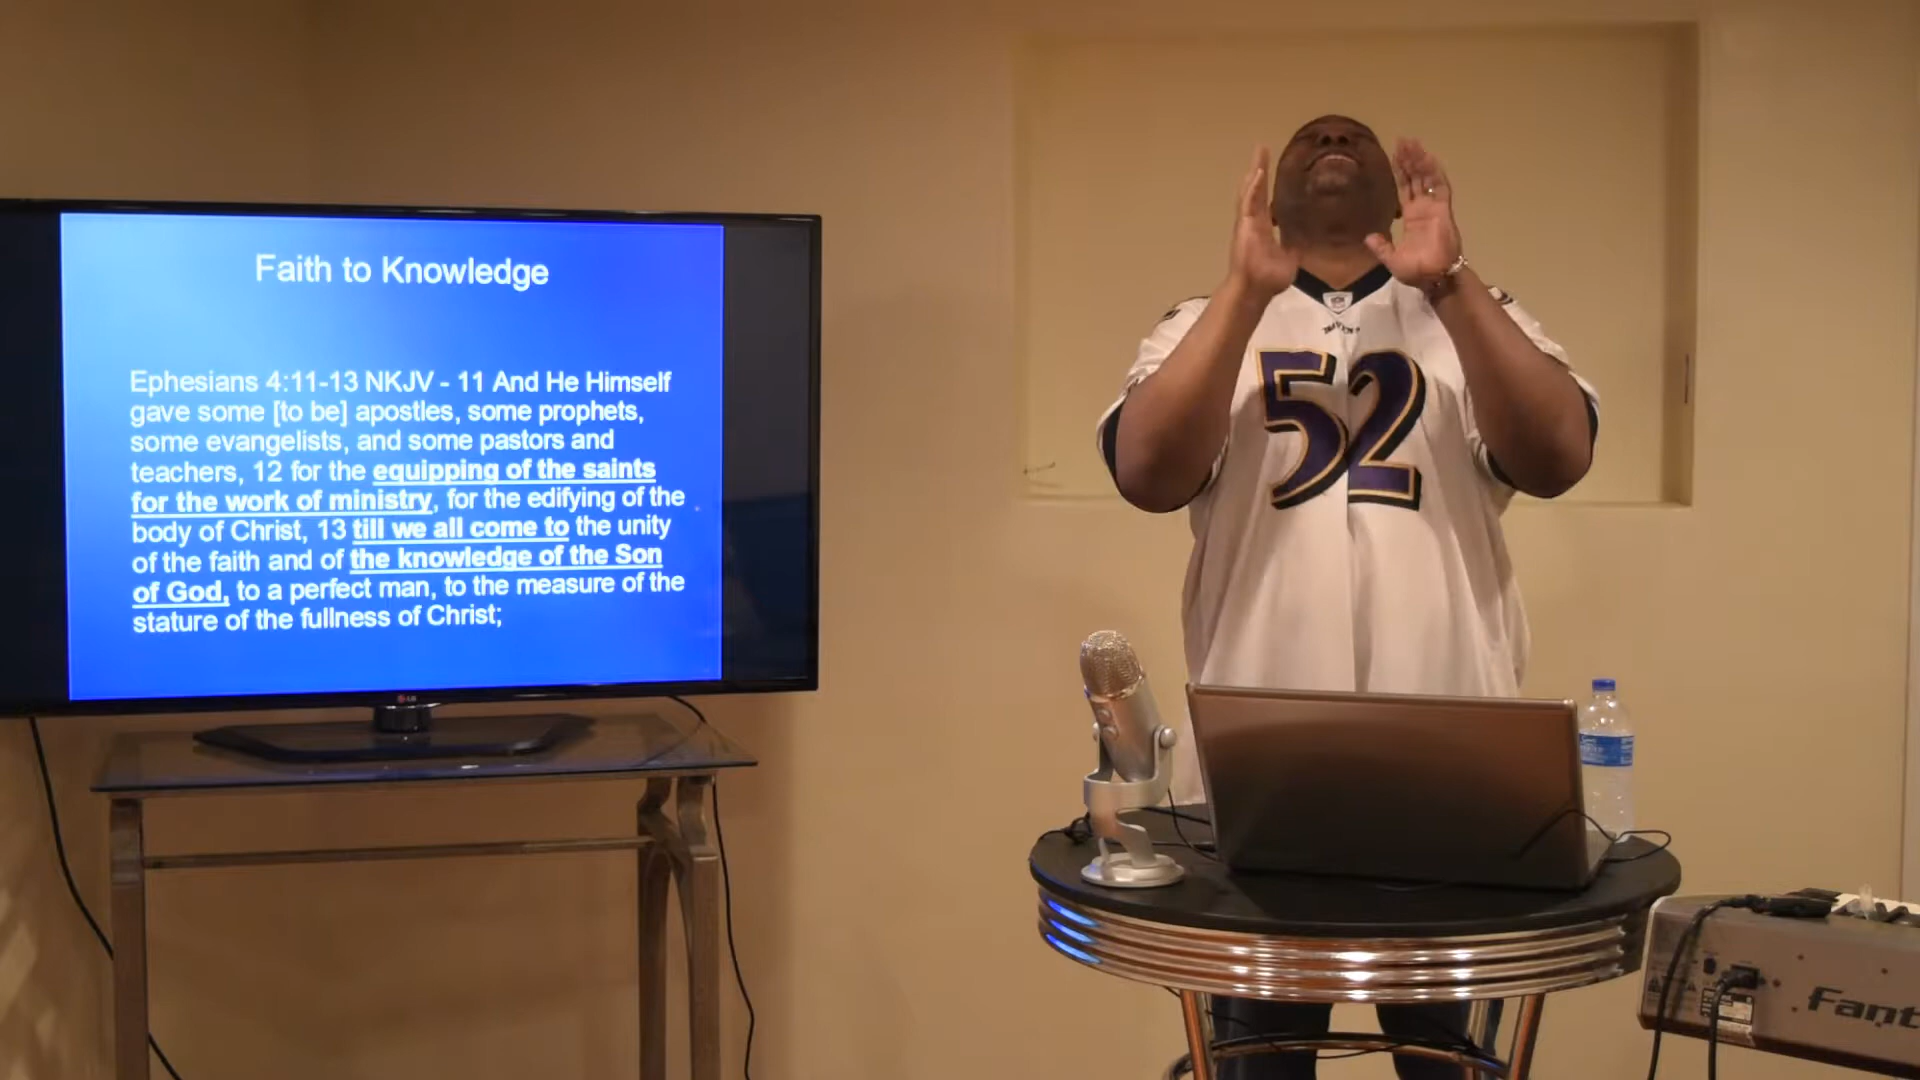 Faith to Knowledge
Ephesians 4:11-13 NKJV - 11 And He Himself
gave some [to be] apostles, some prophets,
some evangelists, and some pastors and
teachers, 12 for the equipping of the saints
for the work of ministry, for the edifying of the
body of Christ, 13 till we all come to the unity
of the faith and of the knowledge of the Son
of God, to a perfect man, to the measure of the
stature of the fullness of Christ;
LG
52
Fant